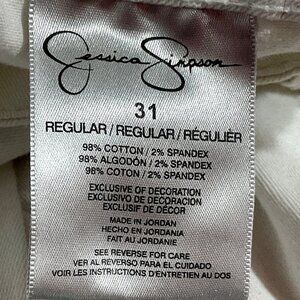 Jessica Simpson
31
REGULAR / REGULAR / RÉGULIER
98% COTTON / 2% SPANDEX
98% ALGODÓN / 2% SPANDEX
98% COTON / 2% SPANDEX
EXCLUSIVE OF DECORATION
EXCLUSIVO DE DECORACIÓN
EXCLUSIF DE DÉCOR
MADE IN JORDAN
HECHO EN JORDANIA
FAIT AU JORDANIE
SEE REVERSE FOR CARE
VER AL REVERSO PARA EL CUIDADO
VOIR LES INSTRUCTIONS D'ENTRETIEN AU DOS